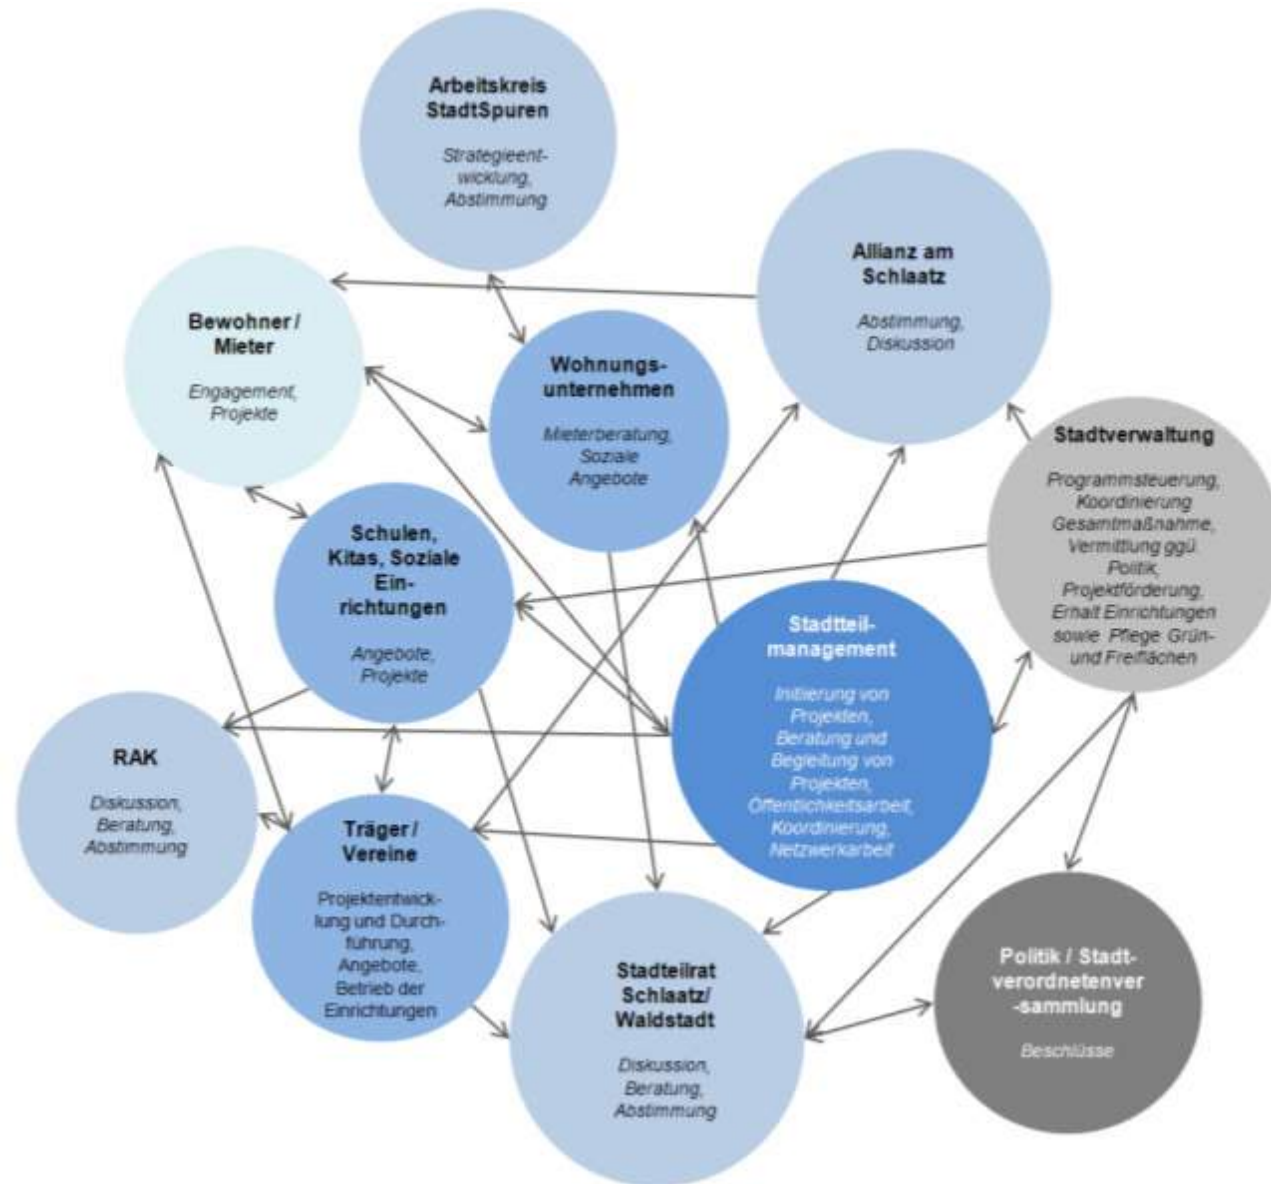 Arbeitskreis
StadtSpuren
Strategieent-
wicklung,
Abstimmung
Allianz am
Schlaatz
Abstimmung,
Diskussion
Bewohner /
Mieter
Engagement,
Projekte
Wohnungs-
unternehmen
Mieterberatung,
Soziale
Angebote
Stadtverwaltung
Programmsteuerung,
Koordinierung
Gesamtmaßnahme,
Vermittlung ggü.
Politik,
Projektförderung,
Erhalt Einrichtungen
sowie Pflege Grün-
und Freiflächen
Schulen,
Kitas, Soziale
Ein-
richtungen
Angebote,
Projekte
Stadtteil-
management
Initiierung von
Projekten,
Beratung und
Begleitung von
Projekten,
Öffentlichkeitsarbeit,
Koordinierung,
Netzwerkarbeit
RAK
Diskussion,
Beratung,
Abstimmung
Träger /
Vereine
Projektentwick-
lung und Durch-
führung,
Angebote,
Betrieb der
Einrichtungen
Stadteilrat
Schlaatz/
Waldstadt
Diskussion,
Beratung,
Abstimmung
Politik / Stadt-
verordnetenver
-sammlung
Beschlüsse